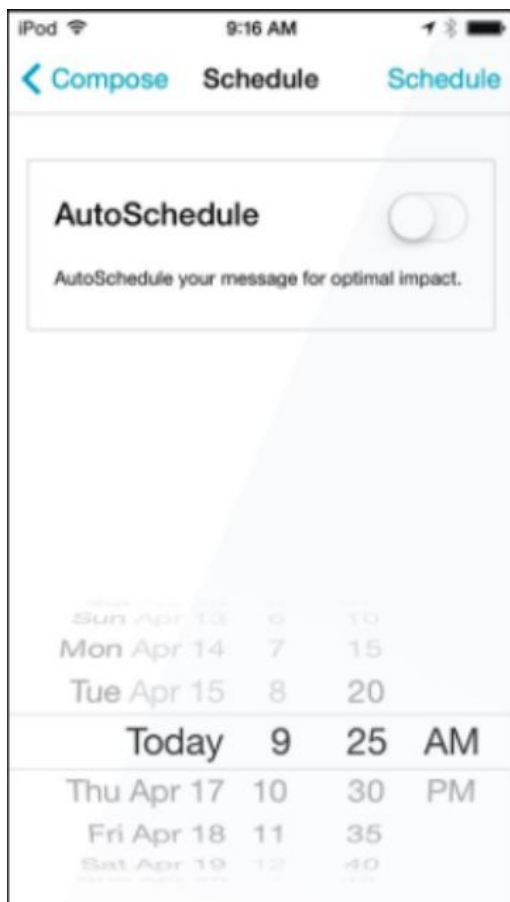 iPod 9:16 AM
Compose Schedule Schedule
AutoSchedule
AutoSchedule your message for optimal impact.
Sun Apr 13 6 10
Mon Apr 14 7 15
Tue Apr 15 8 20
Today 9 25 AM
Thu Apr 17 10 30 PM
Fri Apr 18 11 35
Sat Apr 19 12 40